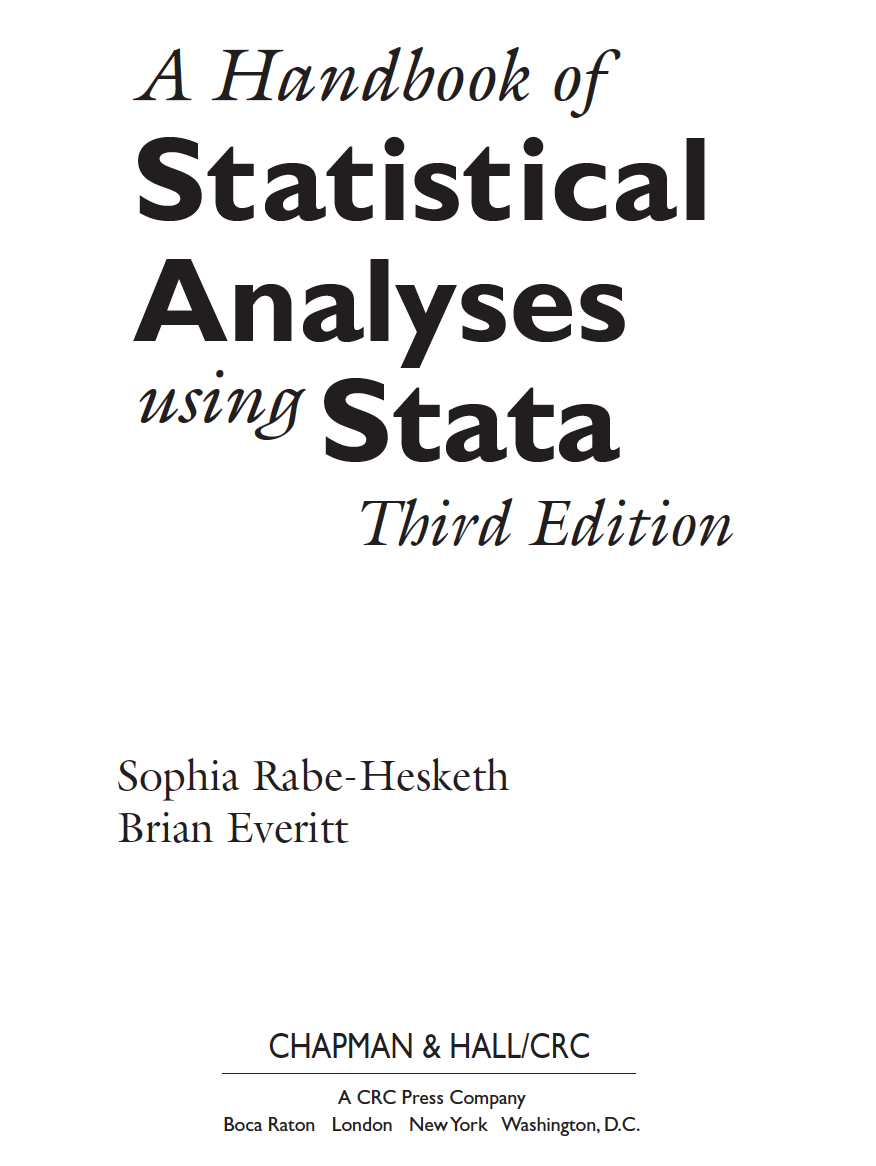 A Handbook of
Statistical
Analyses
using Stata
Third Edition
Sophia Rabe-Hesketh
Brian Everitt
CHAPMAN & HALL/CRC
A CRC Press Company
Boca Raton London New York Washington, D.C.